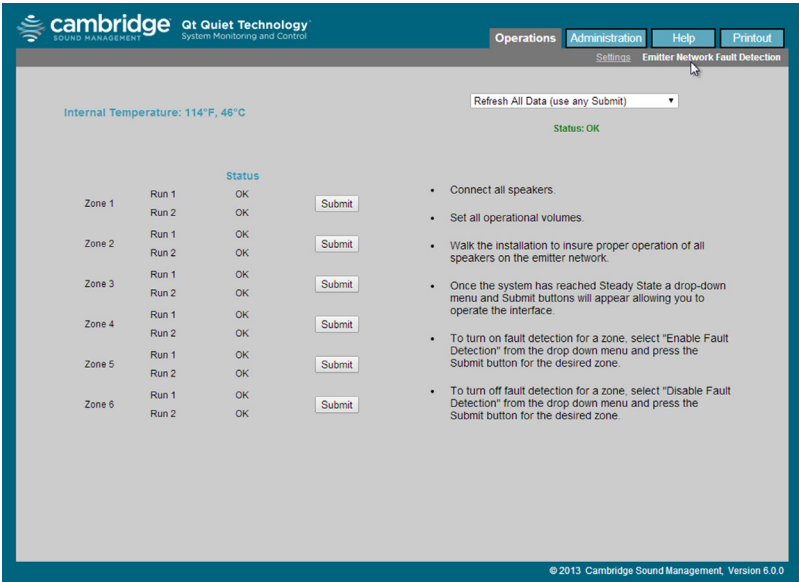 cambridge
SOUND MANAGEMENT
Qt Quiet Technology
System Monitoring and Control
Operations Administration Help Printout
Settings Emitter Network Fault Detection
Internal Temperature: 114°F, 46°C
Refresh All Data (use any Submit)
Status: OK
Status
Zone 1
Run 1 OK
Run 2 OK
Submit
Zone 2
Run 1 OK
Run 2 OK
Submit
Zone 3
Run 1 OK
Run 2 OK
Submit
Zone 4
Run 1 OK
Run 2 OK
Submit
Zone 5
Run 1 OK
Run 2 OK
Submit
Zone 6
Run 1 OK
Run 2 OK
Submit
• Connect all speakers.
• Set all operational volumes.
• Walk the installation to insure proper operation of all
speakers on the emitter network.
• Once the system has reached Steady State a drop-down
menu and Submit buttons will appear allowing you to
operate the interface.
• To turn on fault detection for a zone, select "Enable Fault
Detection" from the drop down menu and press the
Submit button for the desired zone.
• To turn off fault detection for a zone, select "Disable Fault
Detection" from the drop down menu and press the
Submit button for the desired zone.
© 2013 Cambridge Sound Management, Version 6.0.0